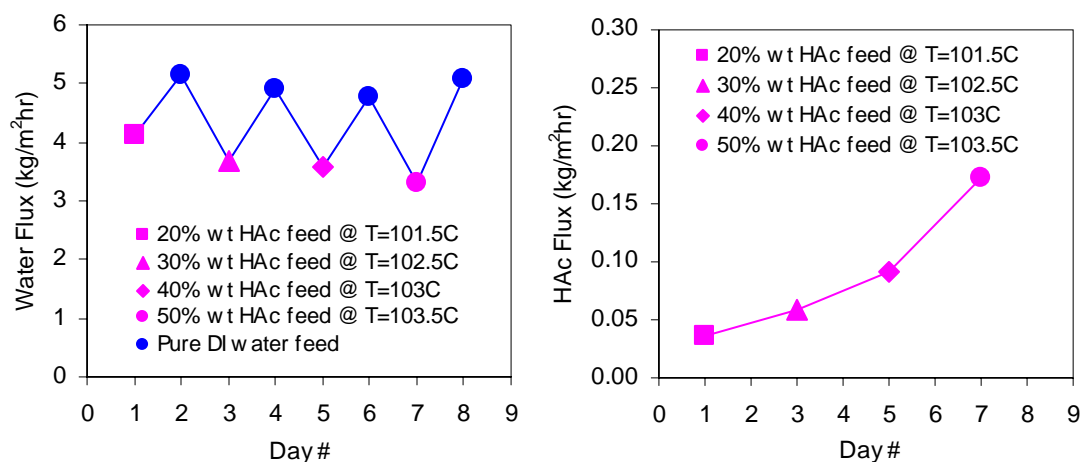 6
5
4
3
2
1
0
Water Flux (kg/m²hr)
20% wt HAc feed @ T=101.5C
30% wt HAc feed @ T=102.5C
40% wt HAc feed @ T=103C
50% wt HAc feed @ T=103.5C
Pure DI water feed
0 1 2 3 4 5 6 7 8 9
Day #
0.30
0.25
0.20
0.15
0.10
0.05
0.00
HAc Flux (kg/m²hr)
20% wt HAc feed @ T=101.5C
30% wt HAc feed @ T=102.5C
40% wt HAc feed @ T=103C
50% wt HAc feed @ T=103.5C
0 1 2 3 4 5 6 7 8 9
Day #